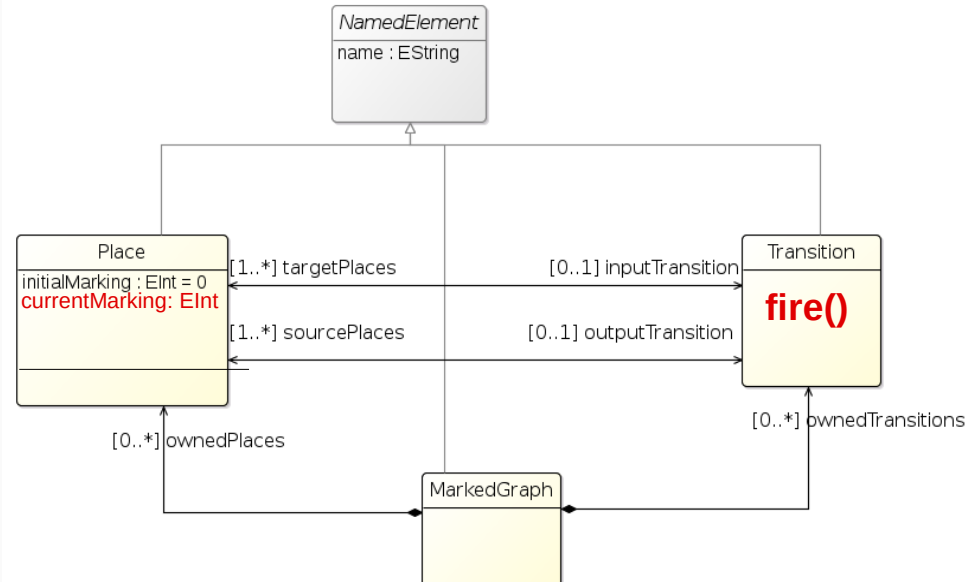 NamedElement
name : EString
Place
initialMarking : EInt = 0
currentMarking: EInt
[1..*] targetPlaces
[0..1] inputTransition
[1..*] sourcePlaces
[0..1] outputTransition
Transition
fire()
[0..*] ownedPlaces
[0..*] ownedTransitions
MarkedGraph